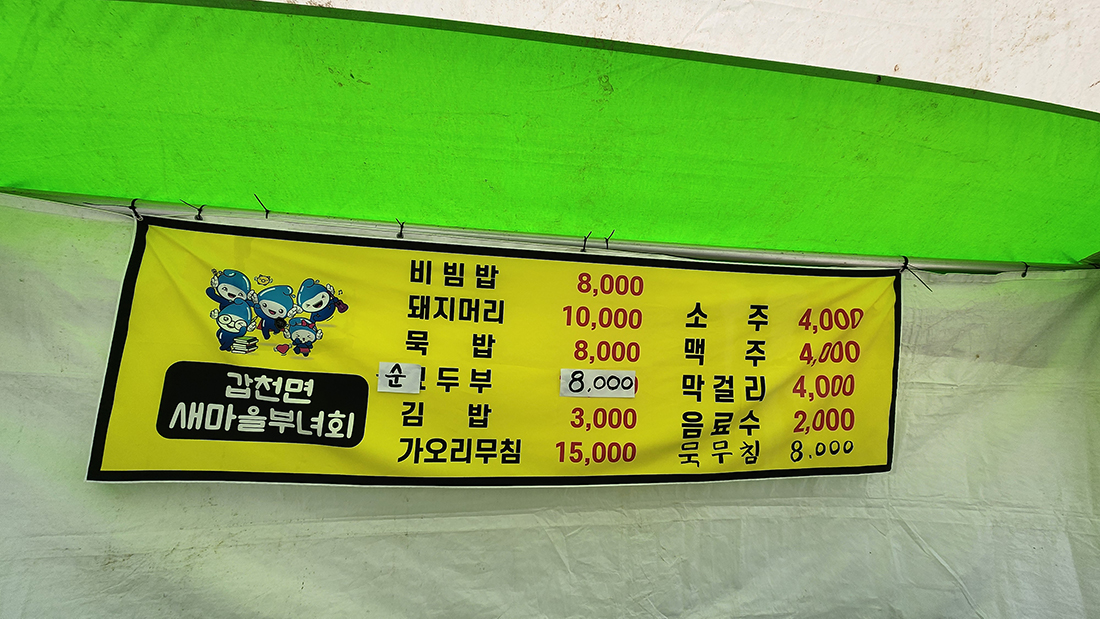 갑천면
새마을부녀회
비빔밥 8,000
돼지머리 10,000
묵밥 8,000
순두부 8.000
김밥 3,000
가오리무침 15,000
소주 4,000
맥주 4,000
막걸리 4,000
음료수 2,000
묵무침 8.000